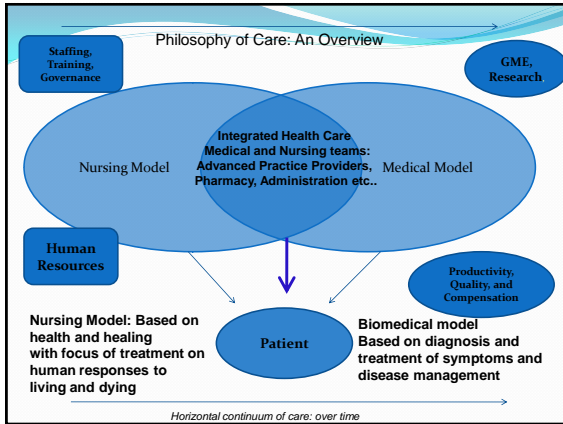 Philosophy of Care: An Overview
Staffing,
Training,
Governance
GME,
Research,
Integrated Health Care
Medical and Nursing teams:
Advanced Practice Providers,
Pharmacy, Administration etc..
Nursing Model
Medical Model
Human
Resources
Productivity,
Quality, and
Compensation
Patient
Nursing Model: Based on
health and healing
with focus of treatment on
human responses to
living and dying
Biomedical model
Based on diagnosis and
treatment of symptoms and
disease management
Horizontal continuum of care: over time